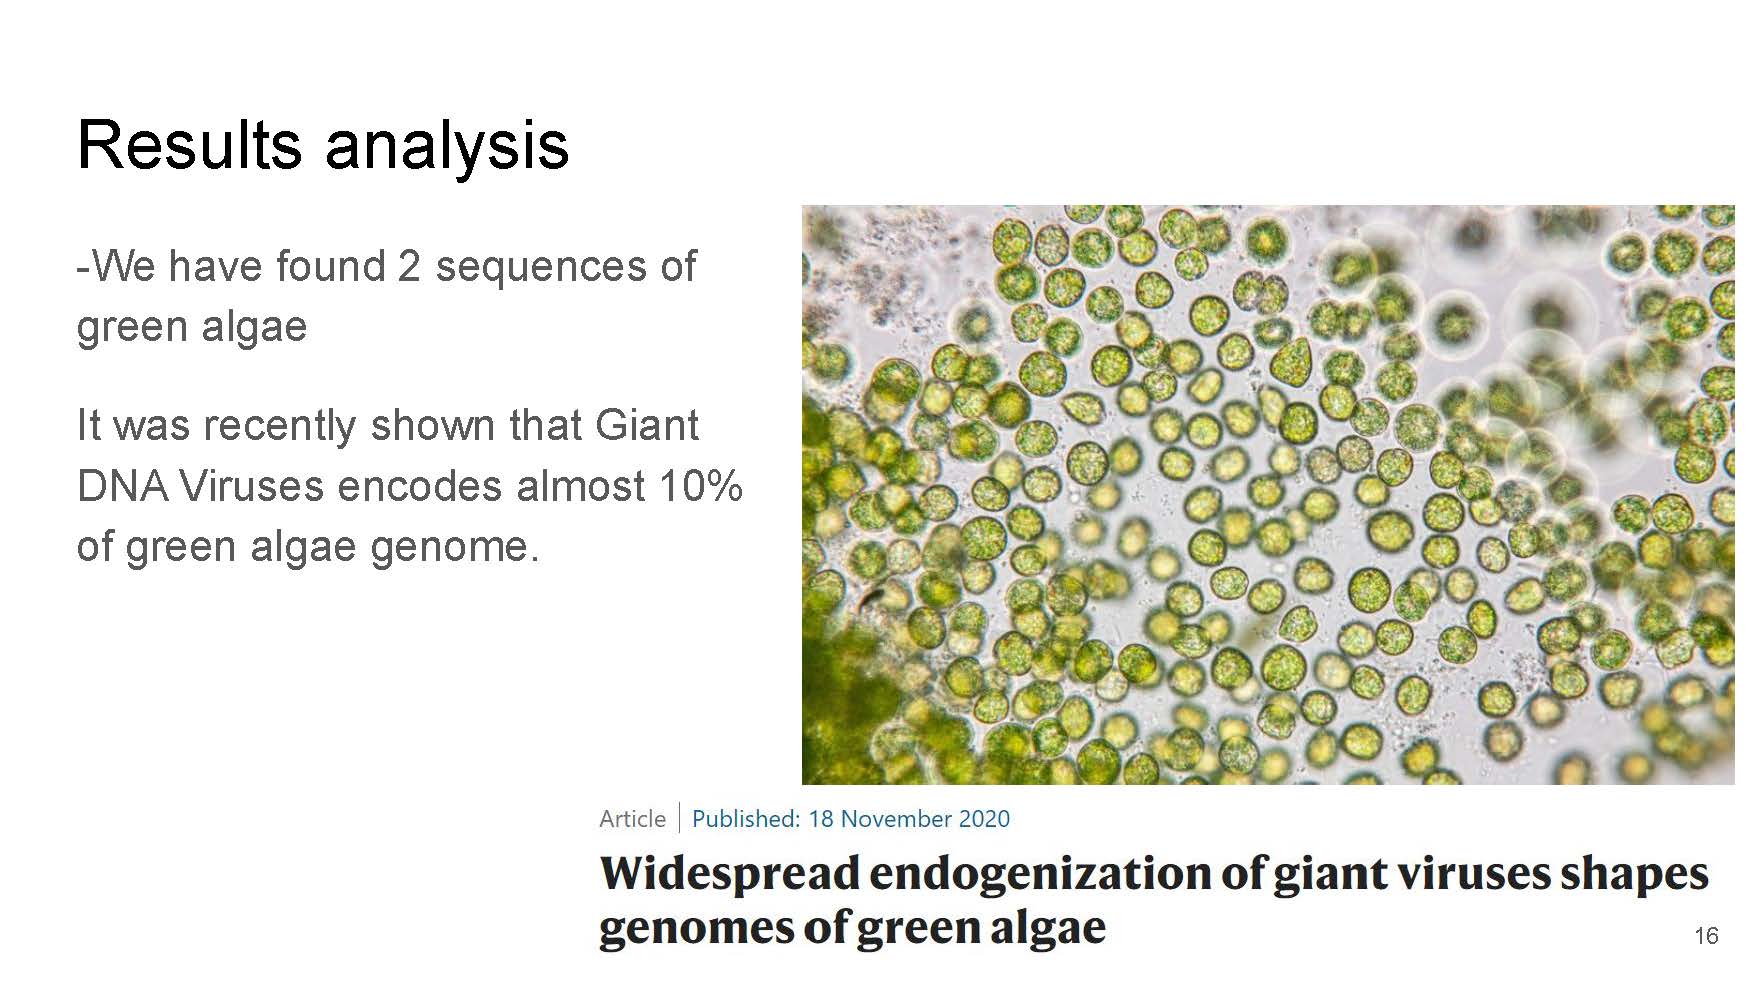 Results analysis
-We have found 2 sequences of
green algae
It was recently shown that Giant
DNA Viruses encodes almost 10%
of green algae genome.
Article | Published: 18 November 2020
Widespread endogenization of giant viruses shapes
genomes of green algae
16